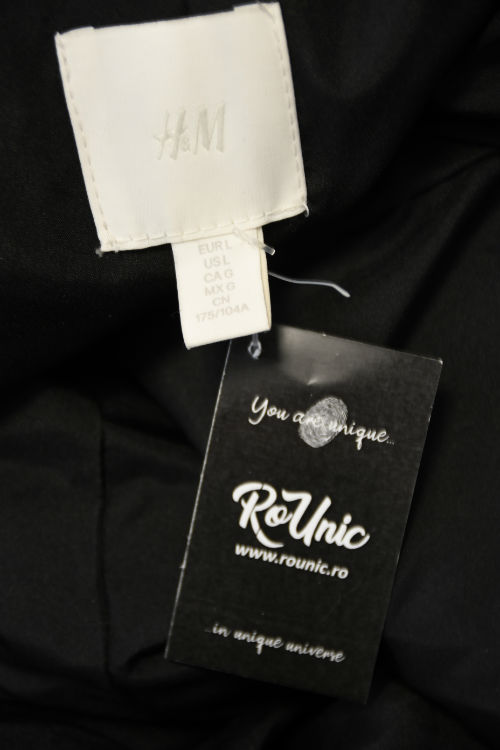 H&M
EUR L
US L
CA G
MX G
CN
175/104A
You are unique...
RoUnic
www.rounic.ro
...in unique universe